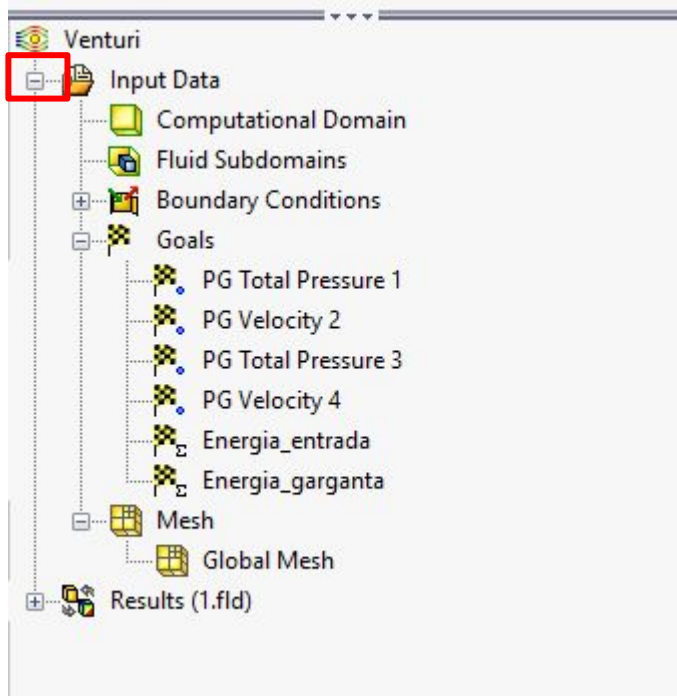 Venturi
Input Data
Computational Domain
Fluid Subdomains
Boundary Conditions
Goals
PG Total Pressure 1
PG Velocity 2
PG Total Pressure 3
PG Velocity 4
Energia_entrada
Energia_garganta
Mesh
Global Mesh
Results (1.fld)